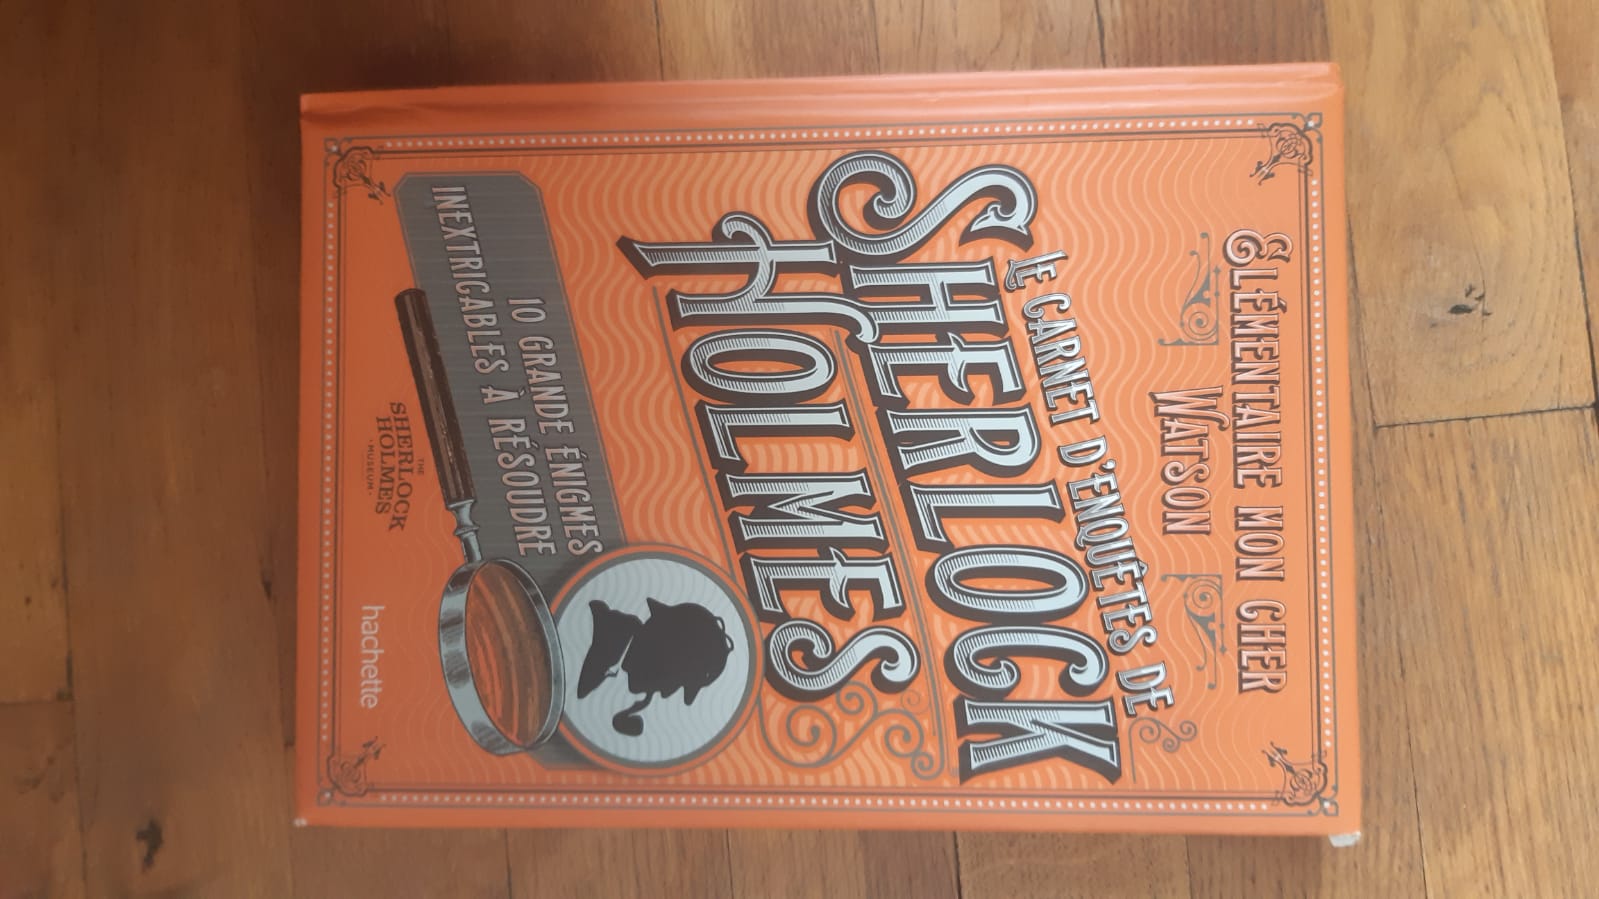 ELÉMENTAIRE MON CHER
WATSON
LE CARNET D'ENQUÊTES DE
SHERLOCK
HOLMES
10 GRANDE ÉNIGMES
INEXTRICABLES À RÉSOUDRE
THE
SHERLOCK
HOLMES
• MUSEUM •
hachette